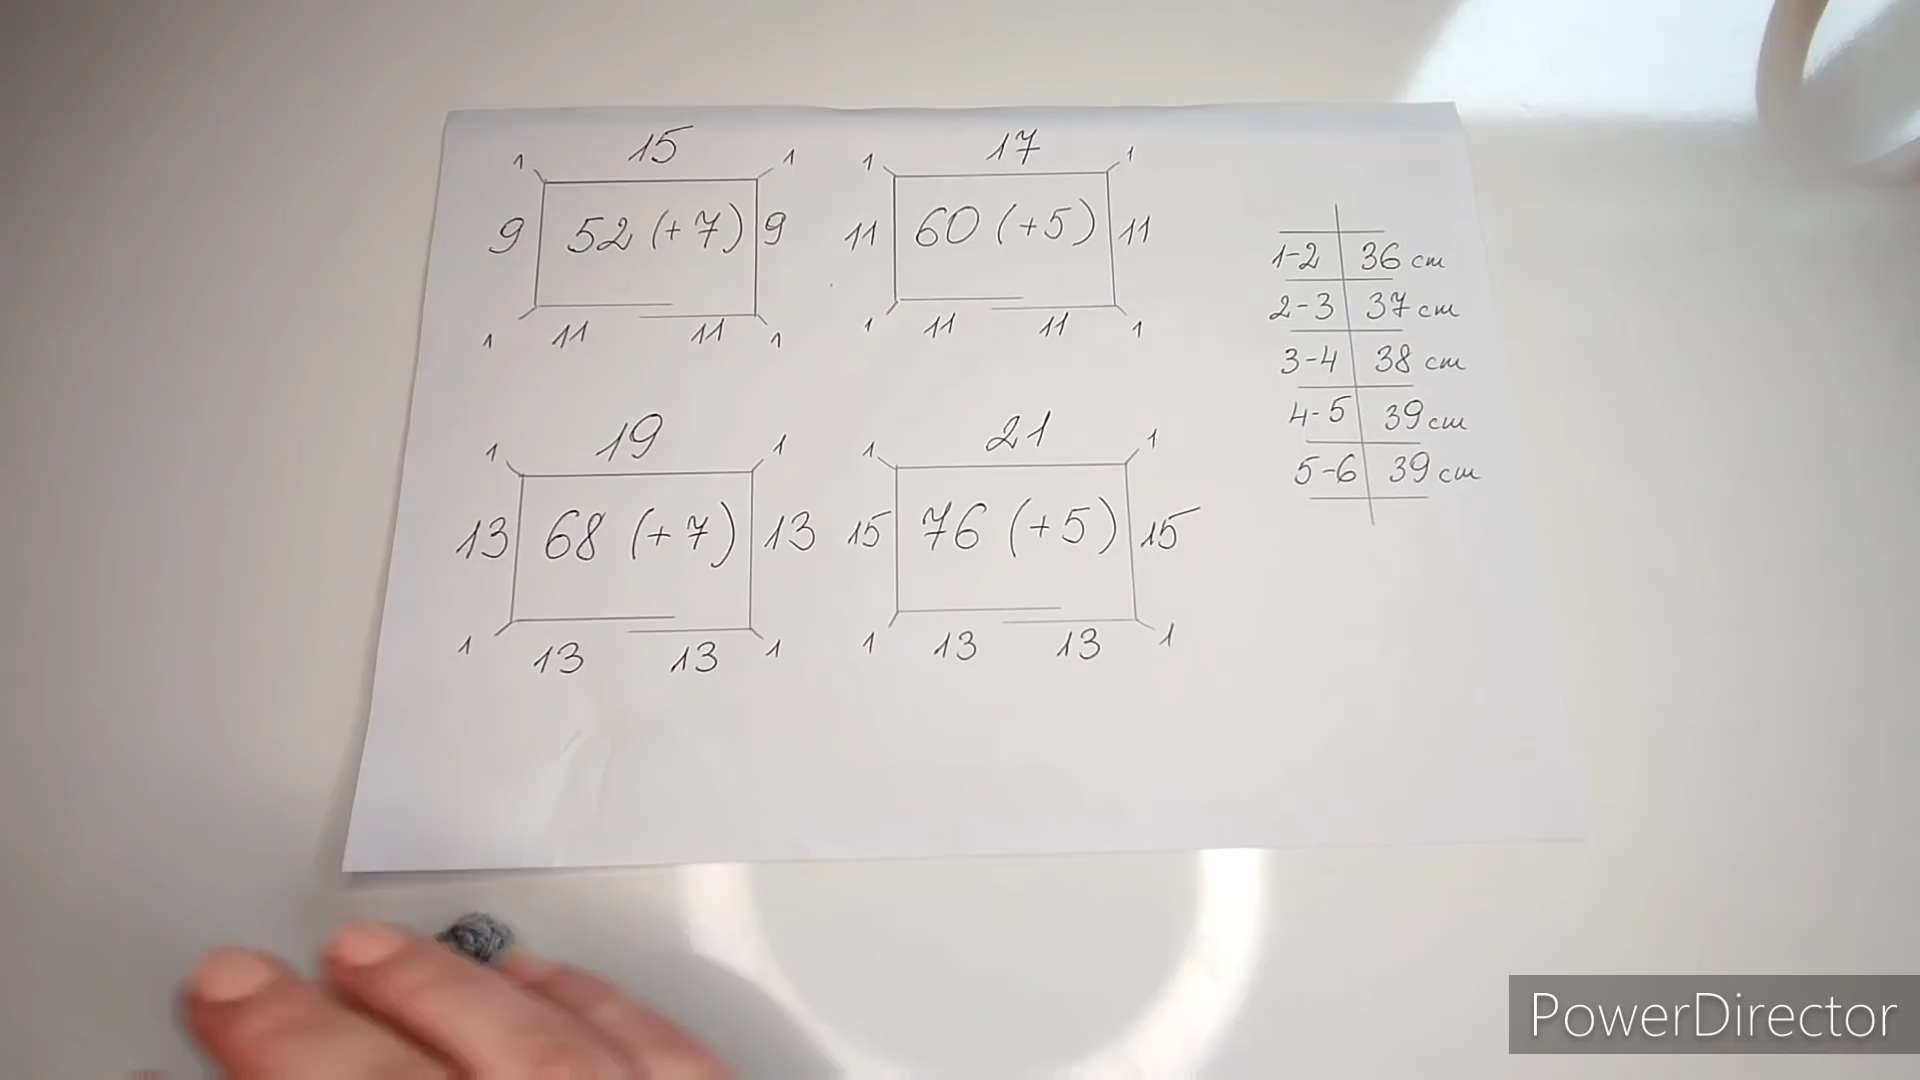 15
1 1
9 52 (+7) 9
1 11 11 1
17
1 1
11 60 (+5) 11
1 11 11 1
19
1 1
13 68 (+7) 13
1 13 13 1
21
1 1
15 76 (+5) 15
1 13 13 1
1-2 36 cm
2-3 37 cm
3-4 38 cm
4-5 39 cm
5-6 39 cm
PowerDirector